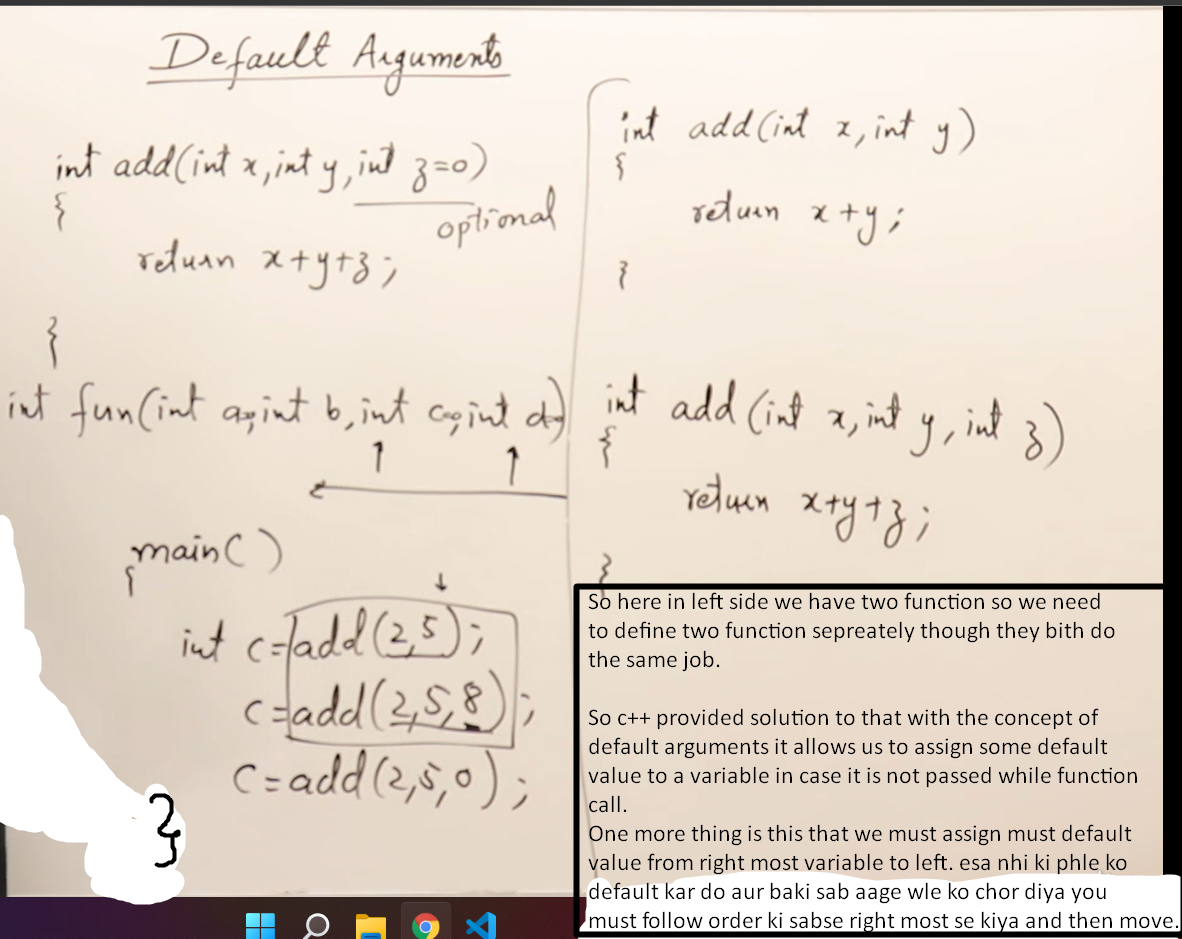 Default Arguments
int add(int x, int y, int z=0)
{
optional
return x+y+z;
}
int fun(int a=, int b, int c=, int d=)
main()
{
int c=add(2,5);
c=add(2,5,8);
c=add(2,5,0);
}
int add(int x, int y)
{
return x+y;
}
int add(int x, int y, int z)
{
return x+y+z;
}
So here in left side we have two function so we need
to define two function sepreately though they bith do
the same job.
So c++ provided solution to that with the concept of
default arguments it allows us to assign some default
value to a variable in case it is not passed while function
call.
One more thing is this that we must assign must default
value from right most variable to left. esa nhi ki phle ko
default kar do aur baki sab aage wle ko chor diya you
must follow order ki sabse right most se kiya and then move.